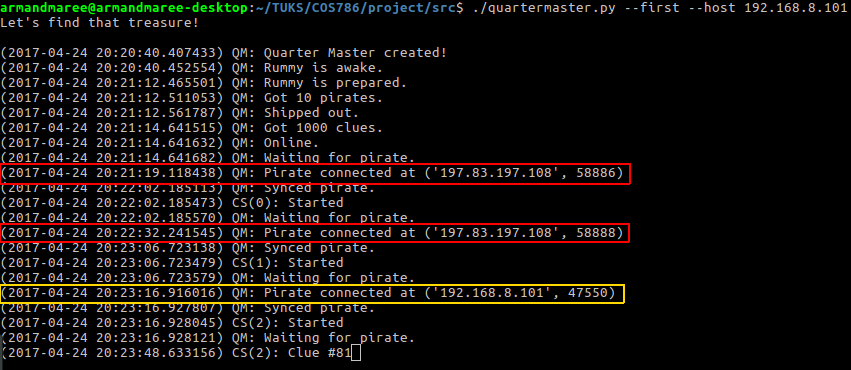 armandmaree@armandmaree-desktop:~/TUKS/COS786/project/src$ ./quartermaster.py --first --host 192.168.8.101
Let's find that treasure!
(2017-04-24 20:20:40.407433) QM: Quarter Master created!
(2017-04-24 20:20:40.452554) QM: Rummy is awake.
(2017-04-24 20:21:12.465501) QM: Rummy is prepared.
(2017-04-24 20:21:12.511053) QM: Got 10 pirates.
(2017-04-24 20:21:12.561787) QM: Shipped out.
(2017-04-24 20:21:14.641515) QM: Got 1000 clues.
(2017-04-24 20:21:14.641632) QM: Online.
(2017-04-24 20:21:14.641682) QM: Waiting for pirate.
(2017-04-24 20:21:19.118438) QM: Pirate connected at ('197.83.197.108', 58886)
(2017-04-24 20:22:02.185113) QM: Synced pirate.
(2017-04-24 20:22:02.185473) CS(0): Started
(2017-04-24 20:22:02.185570) QM: Waiting for pirate.
(2017-04-24 20:22:32.241545) QM: Pirate connected at ('197.83.197.108', 58888)
(2017-04-24 20:23:06.723138) QM: Synced pirate.
(2017-04-24 20:23:06.723479) CS(1): Started
(2017-04-24 20:23:06.723579) QM: Waiting for pirate.
(2017-04-24 20:23:16.916016) QM: Pirate connected at ('192.168.8.101', 47550)
(2017-04-24 20:23:16.927807) QM: Synced pirate.
(2017-04-24 20:23:16.928045) CS(2): Started
(2017-04-24 20:23:16.928121) QM: Waiting for pirate.
(2017-04-24 20:23:48.633156) CS(2): Clue #81